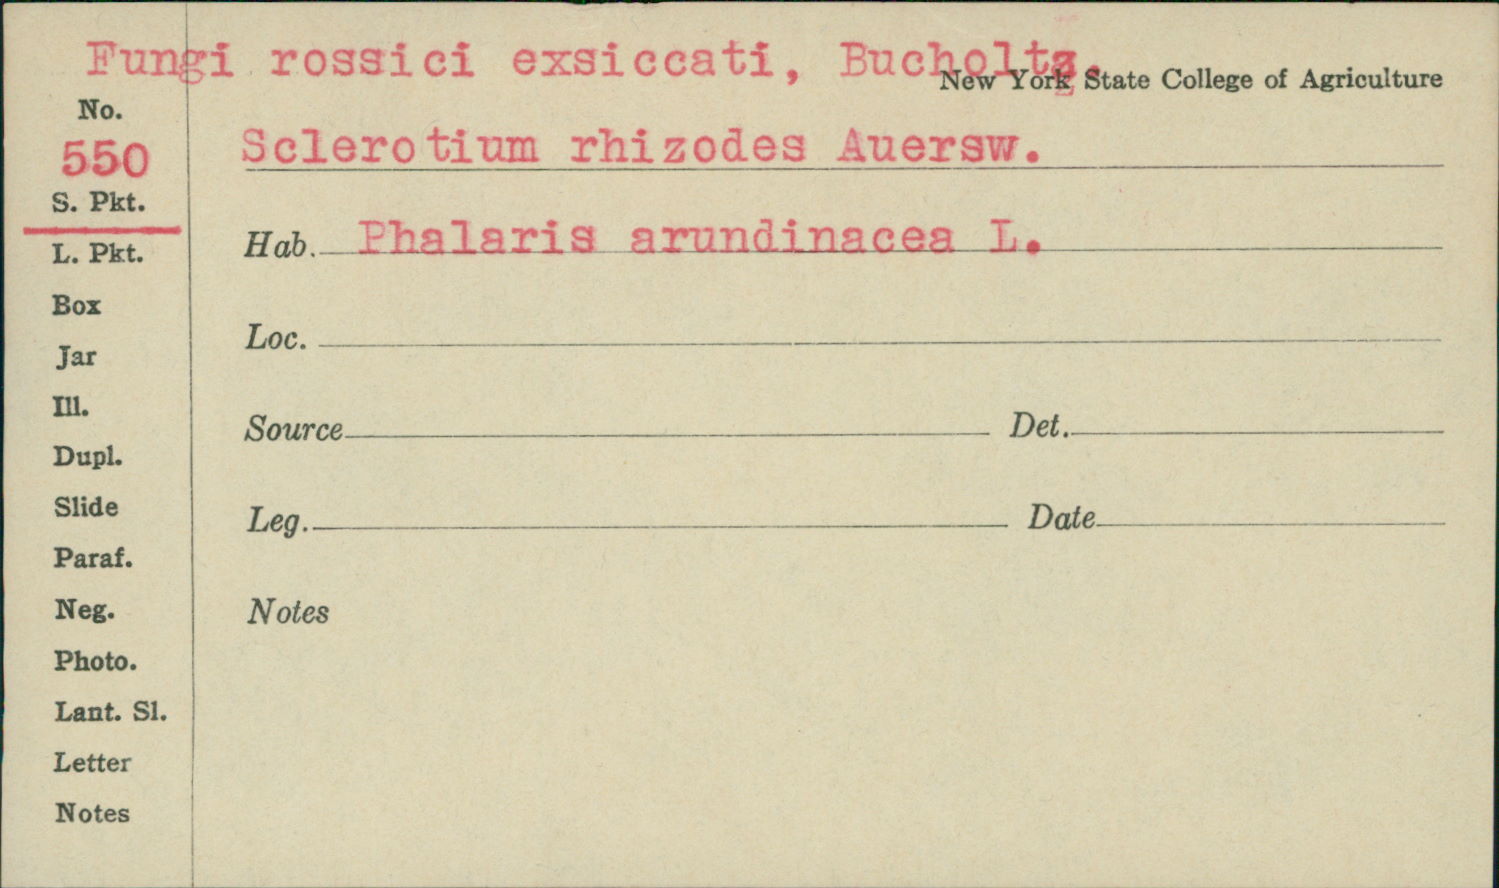 Fungi rossici exsiccati, Bucholtz.
New York State College of Agriculture
No.
550
Sclerotium rhizodes Auersw.
S. Pkt.
Hab. Phalaris arundinacea L.
L. Pkt.
Box
Loc.
Jar
Ill.
Source Det.
Dupl.
Slide
Leg. Date
Paraf.
Neg.
Notes
Photo.
Lant. Sl.
Letter
Notes